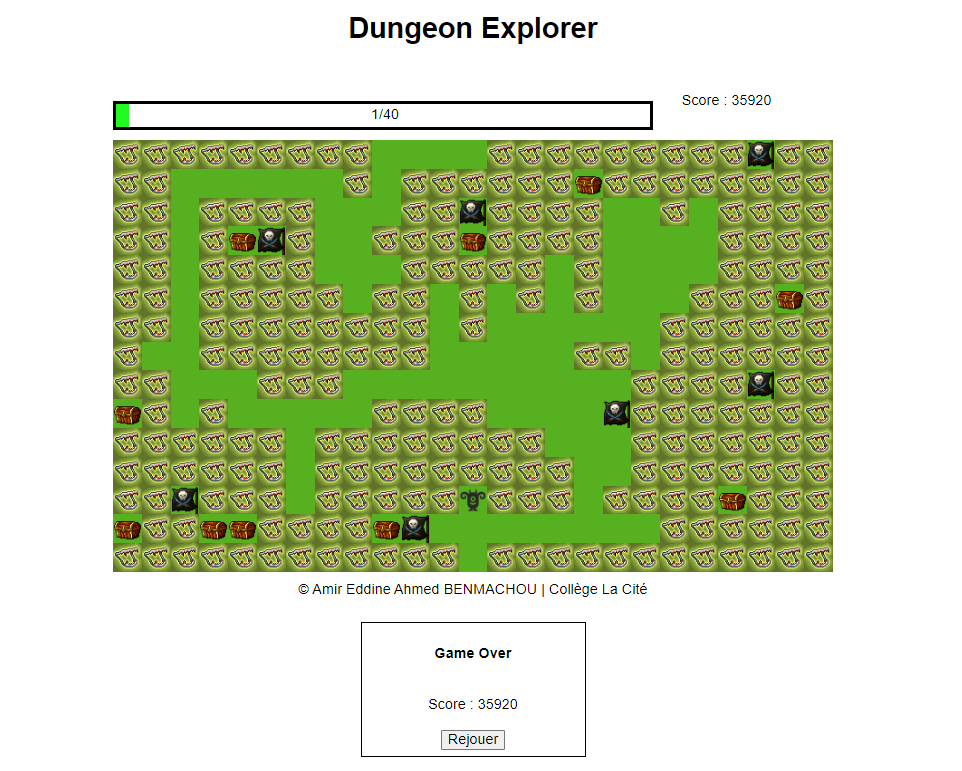 Dungeon Explorer
1/40
Score : 35920
© Amir Eddine Ahmed BENMACHOU | Collège La Cité
Game Over
Score : 35920
Rejouer